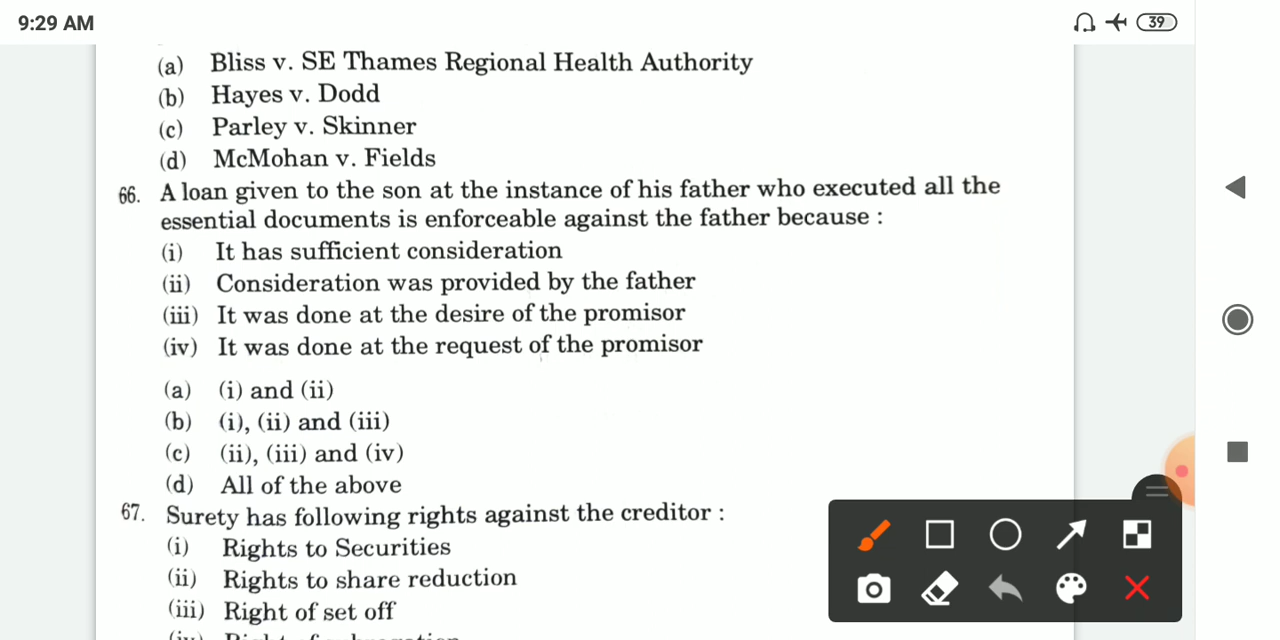 9:29 AM
39
(a) Bliss v. SE Thames Regional Health Authority
(b) Hayes v. Dodd
(c) Parley v. Skinner
(d) McMohan v. Fields
66. A loan given to the son at the instance of his father who executed all the
essential documents is enforceable against the father because :
(i) It has sufficient consideration
(ii) Consideration was provided by the father
(iii) It was done at the desire of the promisor
(iv) It was done at the request of the promisor
(a) (i) and (ii)
(b) (i), (ii) and (iii)
(c) (ii), (iii) and (iv)
(d) All of the above
67. Surety has following rights against the creditor :
(i) Rights to Securities
(ii) Rights to share reduction
(iii) Right of set off